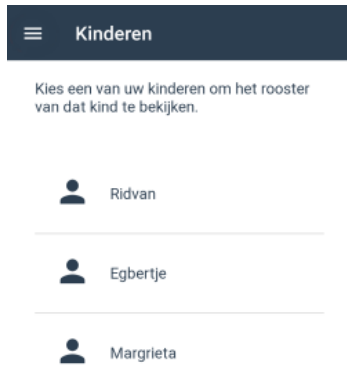 Kinderen
Kies een van uw kinderen om het rooster
van dat kind te bekijken.
Ridvan
Egbertje
Margrieta